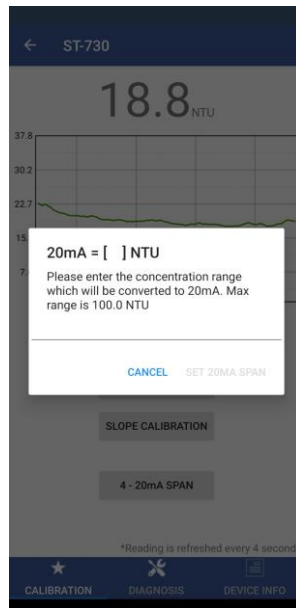 ST-730
18.8 NTU
37.8
30.2
22.7
15.
7.
20mA = [ ] NTU
Please enter the concentration range
which will be converted to 20mA. Max
range is 100.0 NTU
CANCEL SET 20MA SPAN
SLOPE CALIBRATION
4 - 20mA SPAN
*Reading is refreshed every 4 second
CALIBRATION DIAGNOSIS DEVICE INFO